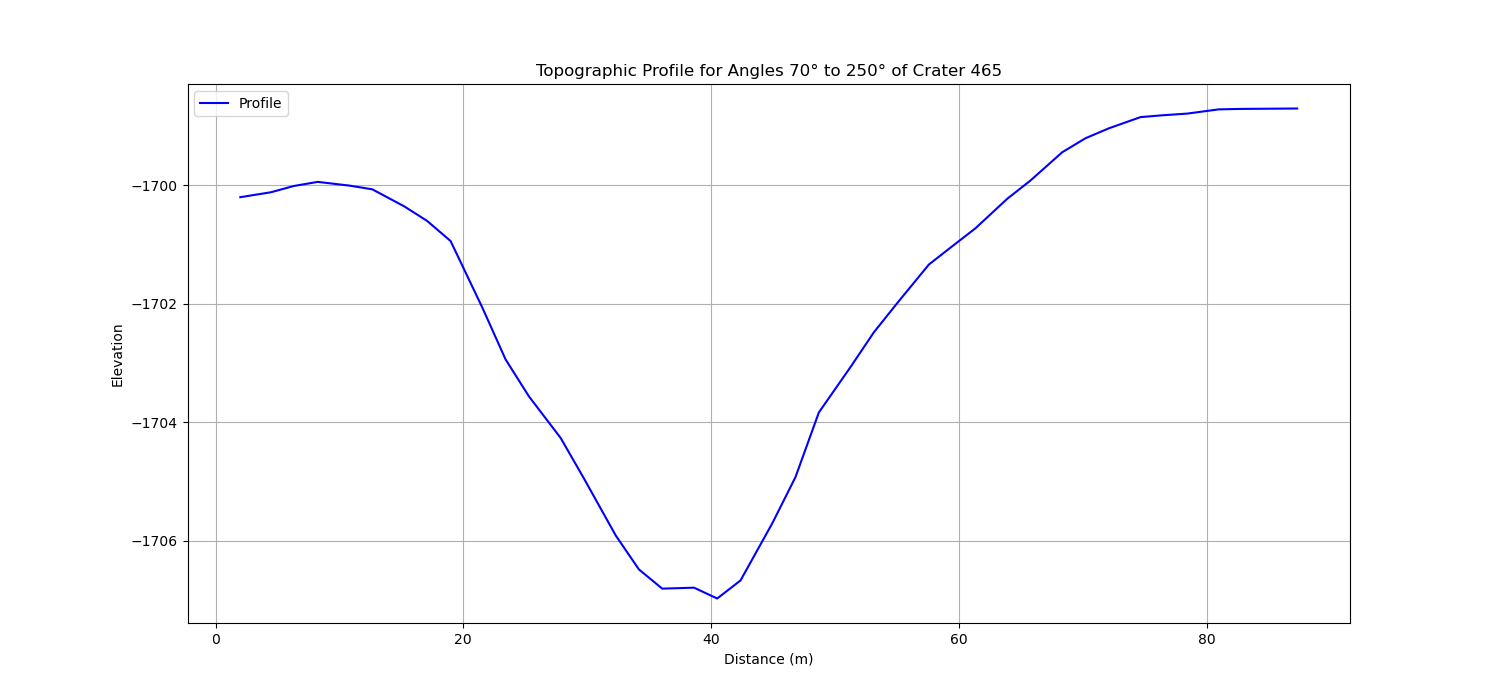 Topographic Profile for Angles 70° to 250° of Crater 465
Profile
−1700
−1702
−1704
−1706
Elevation
0 20 40 60 80
Distance (m)